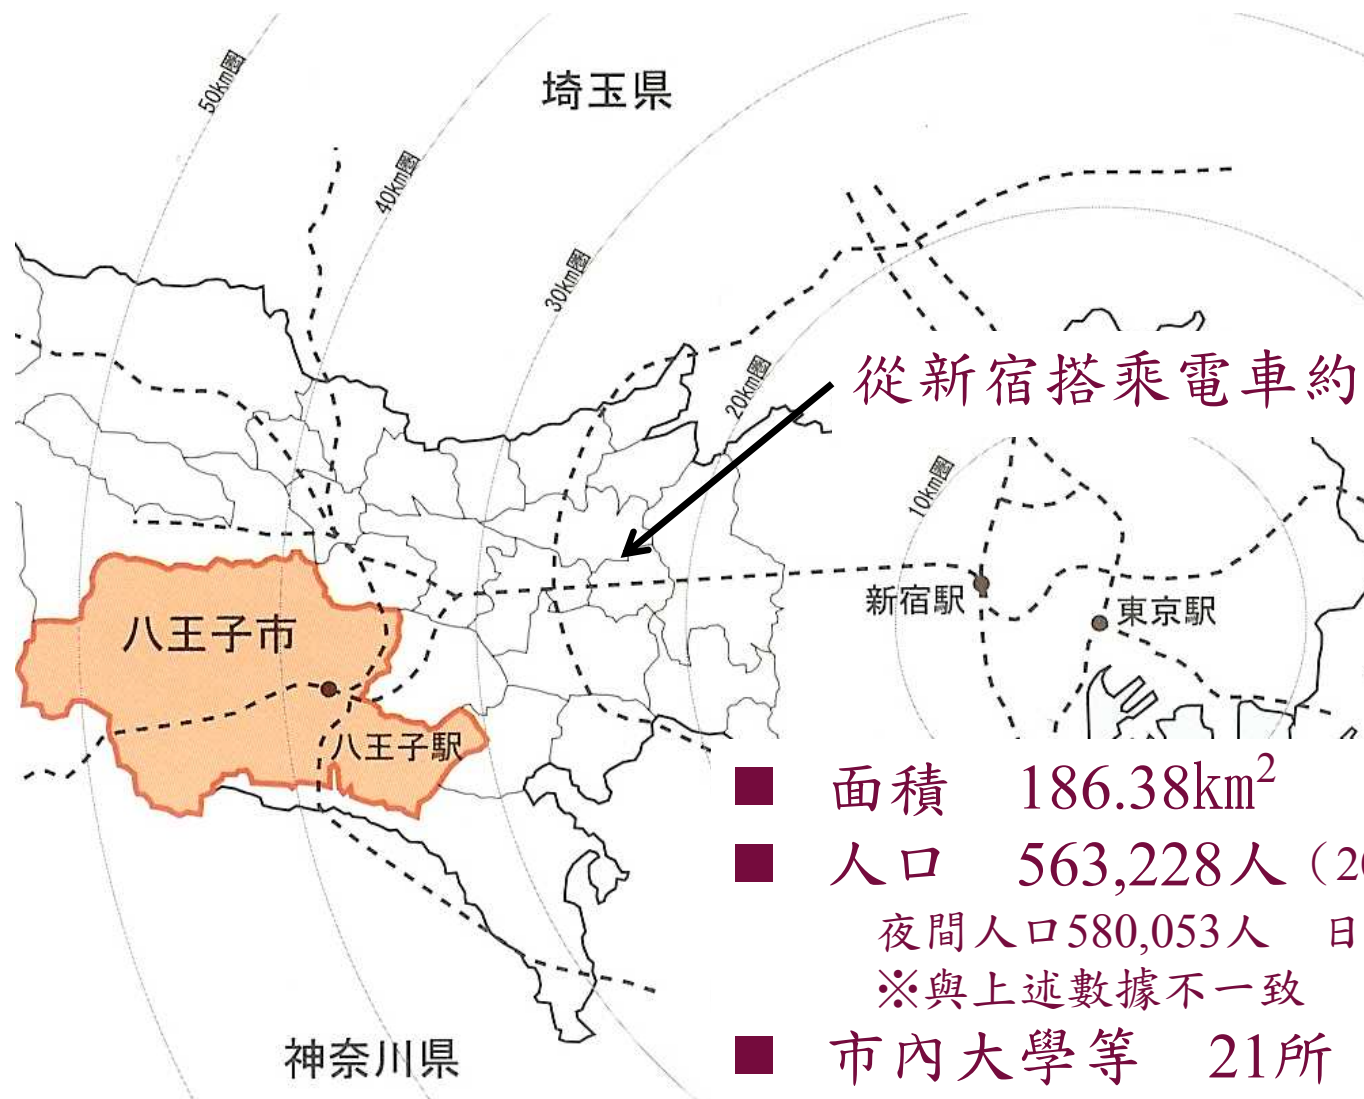 50km圏
埼玉県
40km圏
30km圏
20km圏
從新宿搭乘電車約
10km圏
新宿駅
東京駅
八王子市
八王子駅
■ 面積 186.38km²
■ 人口 563,228人（20
夜間人口580,053人 日
※與上述數據不一致
■ 市內大學等 21所
神奈川県